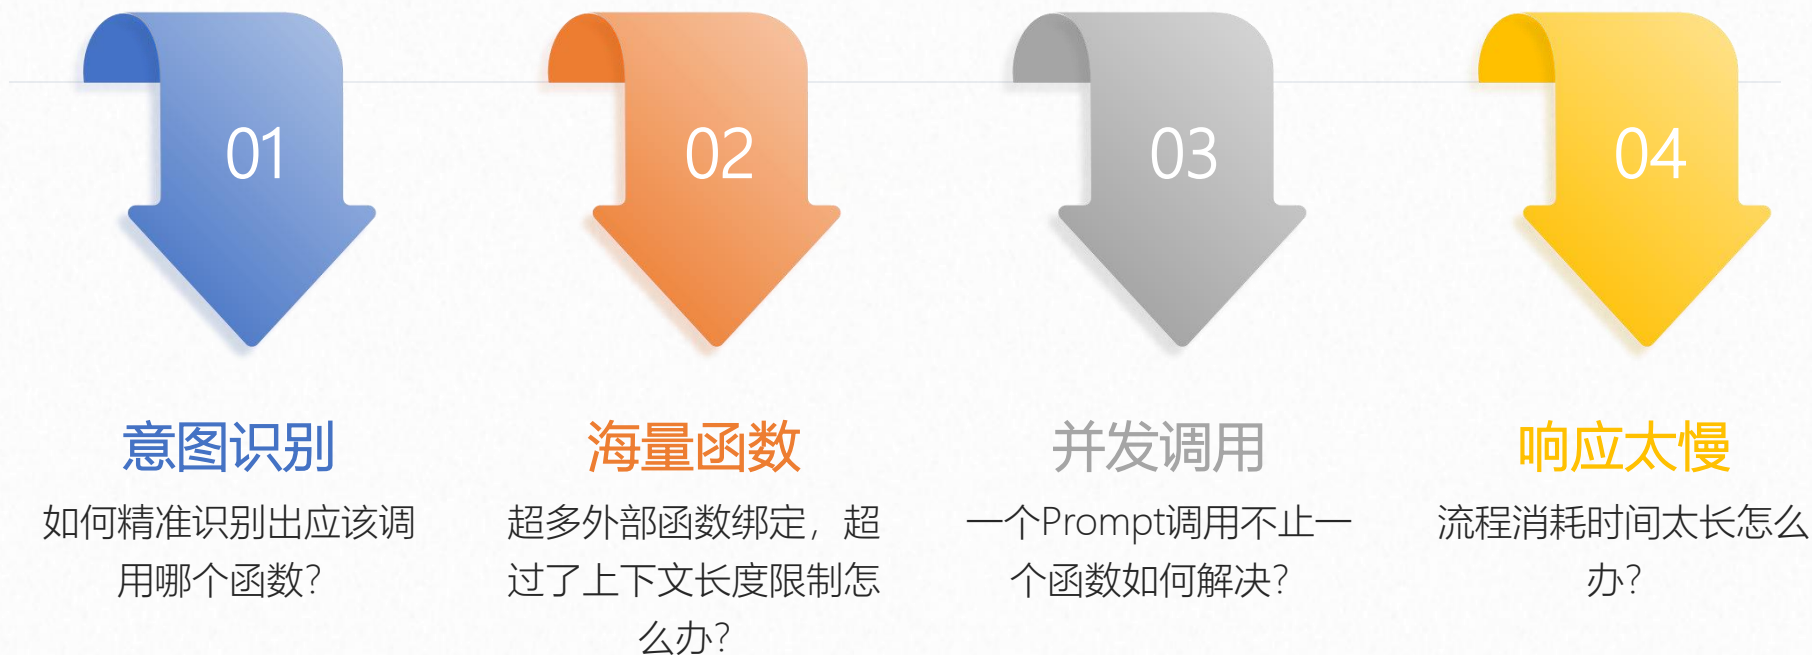 01
02
03
04
意图识别
如何精准识别出应该调
用哪个函数?
海量函数
超多外部函数绑定，超
过了上下文长度限制怎
么办?
并发调用
一个Prompt调用不止一
个函数如何解决?
响应太慢
流程消耗时间太长怎么
办?